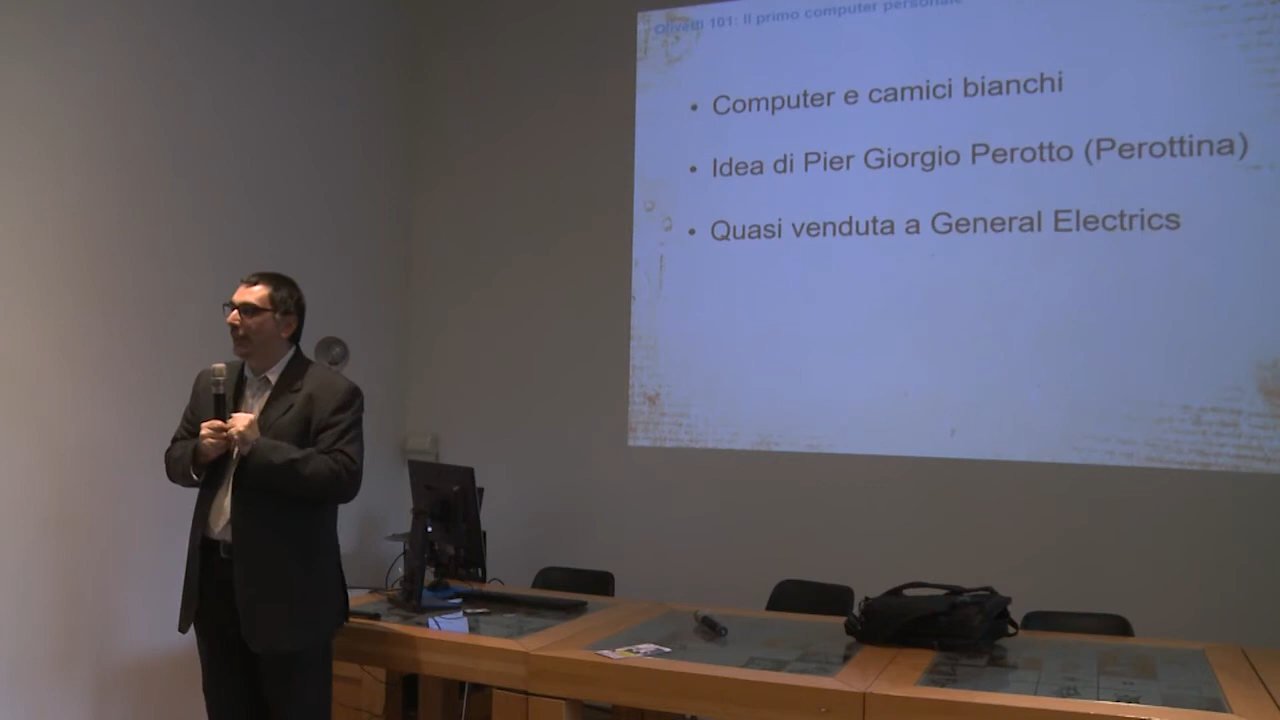 Olivetti 101: Il primo computer personale
• Computer e camici bianchi
• Idea di Pier Giorgio Perotto (Perottina)
• Quasi venduta a General Electrics